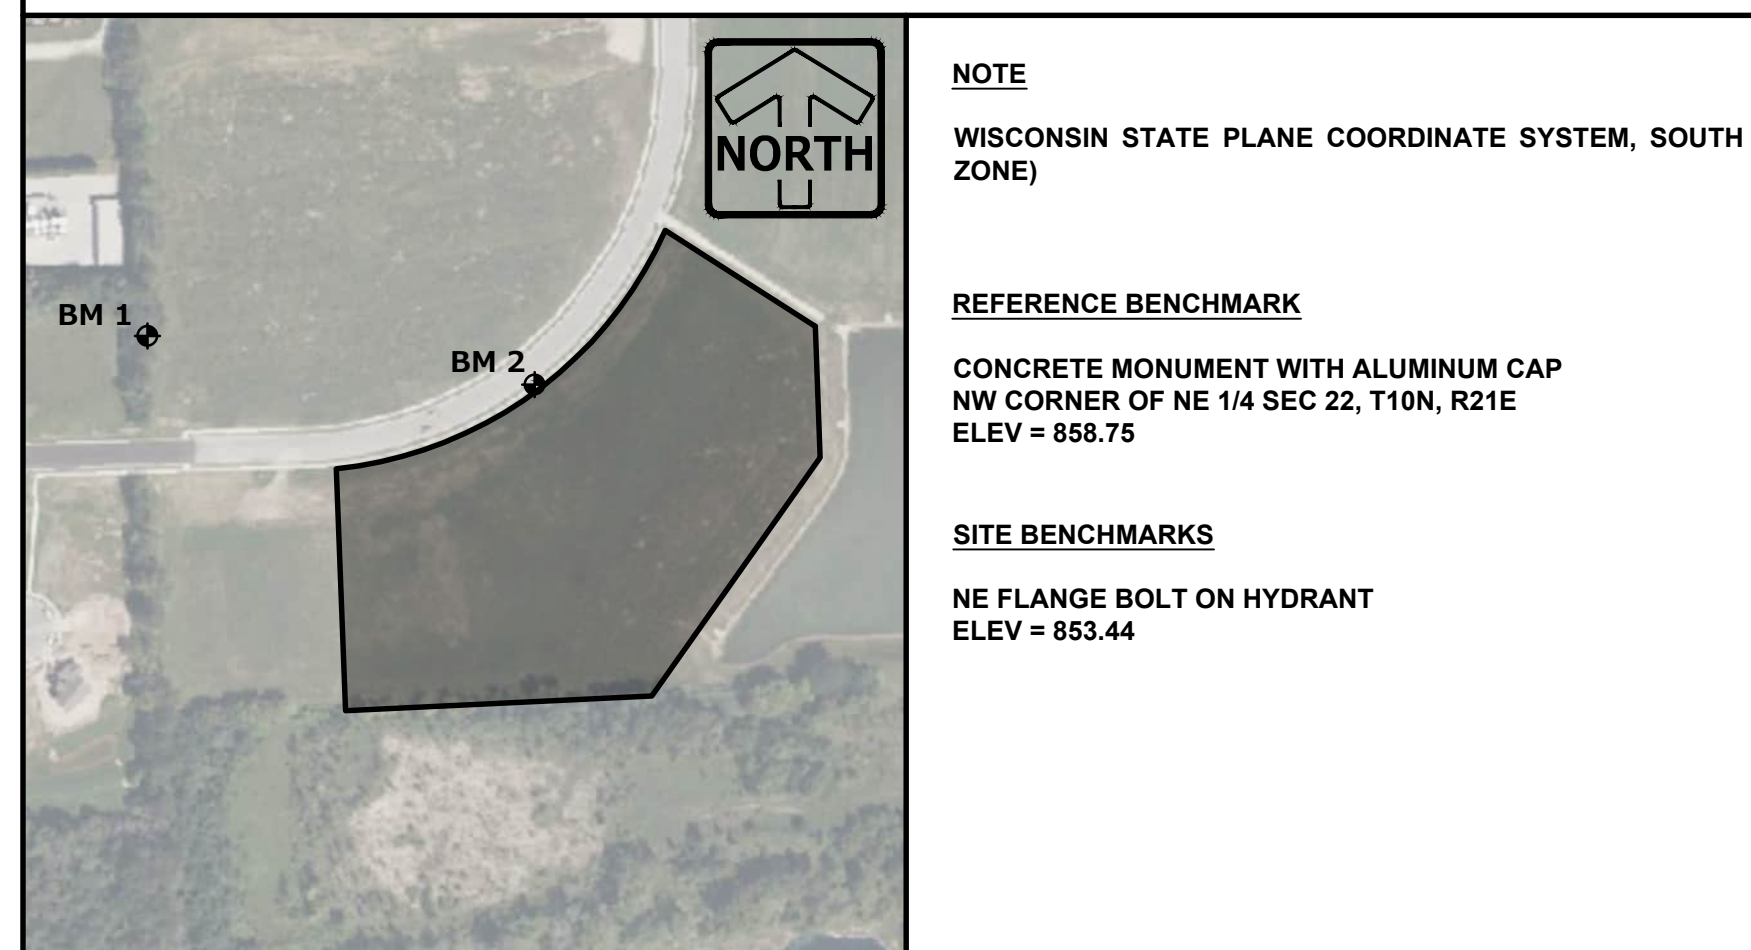 NORTH
BM 1
BM 2
NOTE
WISCONSIN STATE PLANE COORDINATE SYSTEM, SOUTH
ZONE)
REFERENCE BENCHMARK
CONCRETE MONUMENT WITH ALUMINUM CAP
NW CORNER OF NE 1/4 SEC 22, T10N, R21E
ELEV = 858.75
SITE BENCHMARKS
NE FLANGE BOLT ON HYDRANT
ELEV = 853.44